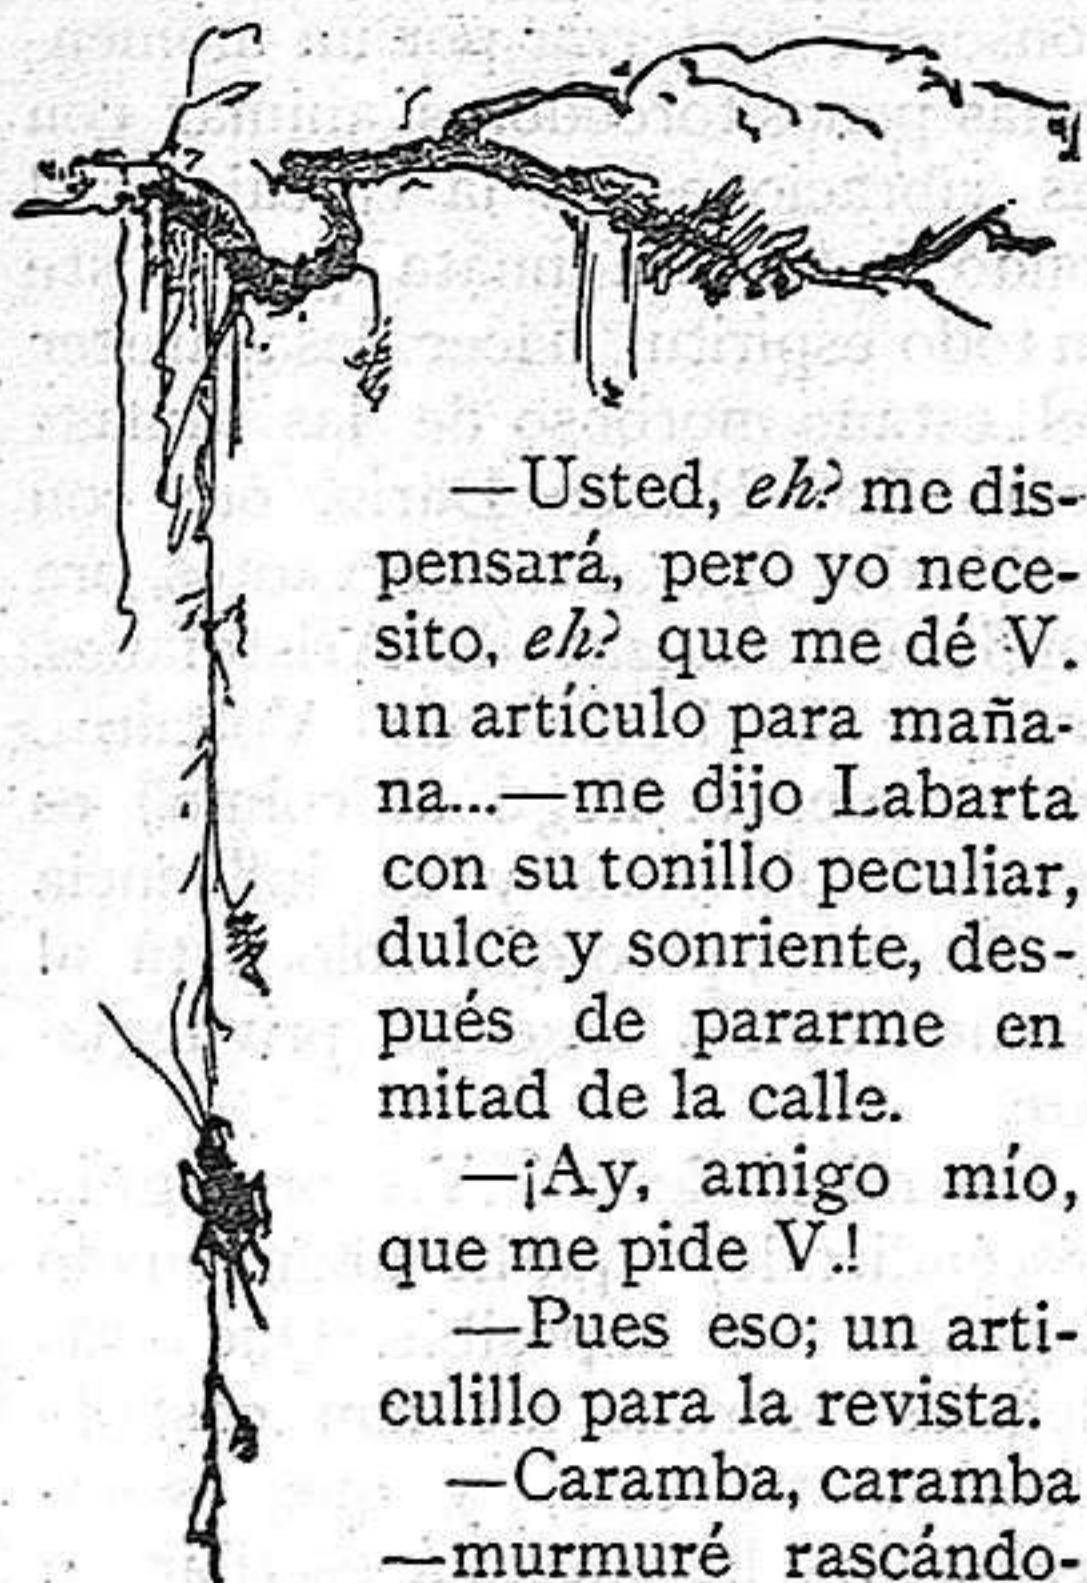 —Usted, eh? me dis-
pensará, pero yo nece-
sito, eh? que me dé V.
un artículo para maña-
na...—me dijo Labarta
con su tonillo peculiar,
dulce y sonriente, des-
pués de pararme en
mitad de la calle.
—¡Ay, amigo mío,
que me pide V.!
—Pues eso; un arti-
culillo para la revista.
—Caramba, caramba
—murmuré rascándo-